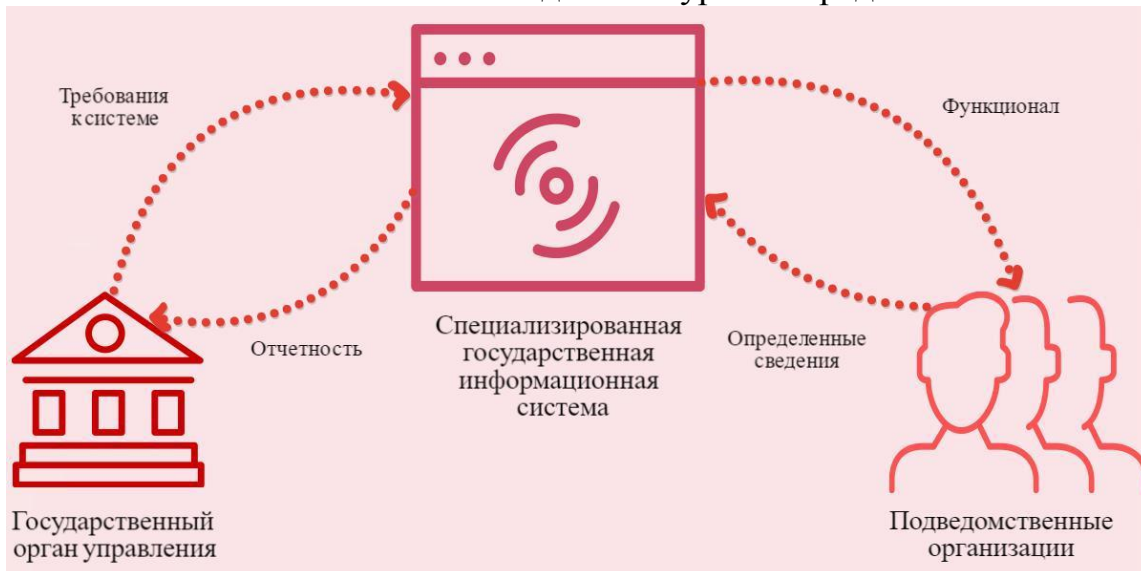 Требования
к системе
Функционал
Отчетность
Специализированная
государственная
информационная
система
Определенные
сведения
Государственный
орган управления
Подведомственные
организации